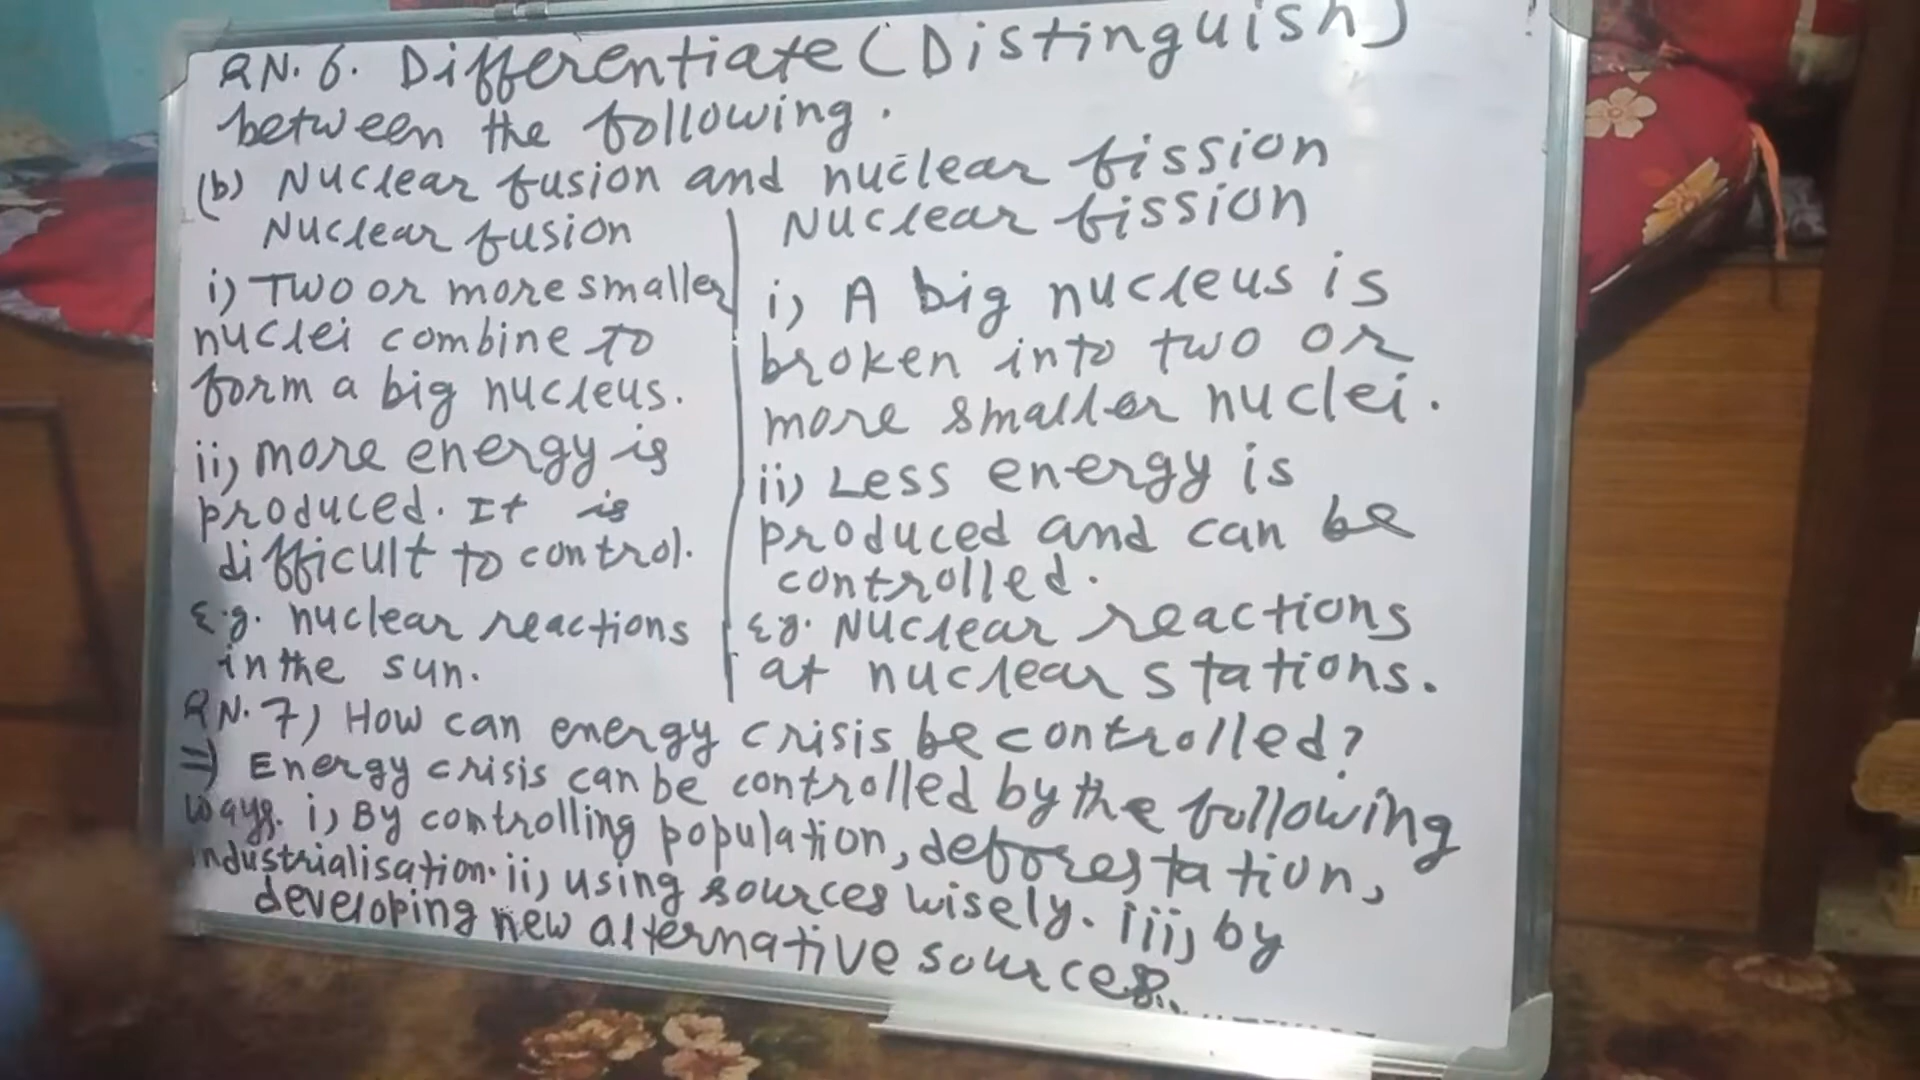 QN. 6. Differentiate (Distinguish)
between the following.
(b) Nuclear fusion and nuclear fission
Nuclear fusion
i) Two or more smaller
nuclei combine to
form a big nucleus.
ii) more energy is
produced. It is
difficult to control.
E.g. nuclear reactions
in the sun.
Nuclear fission
i) A big nucleus is
broken into two or
more smaller nuclei.
ii) Less energy is
produced and can be
controlled.
Eg. Nuclear reactions
at nuclear stations.
QN. 7) How can energy crisis be controlled?
⇒ Energy crisis can be controlled by the following
ways. i) By controlling population, deforestation,
industrialisation. ii) using sources wisely. iii) by
developing new alternative sources.